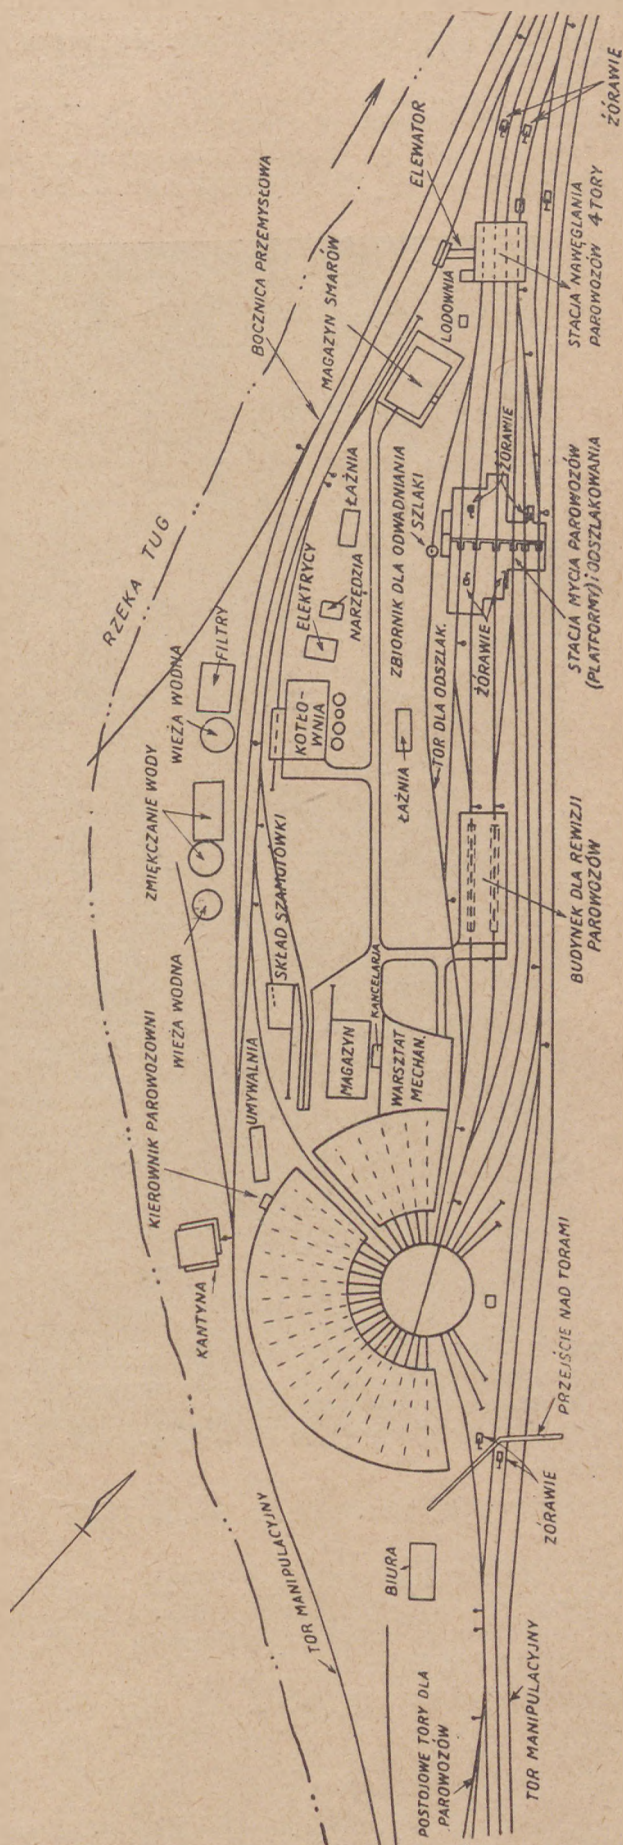 RZEKA TUG
BOCZNICA PRZEMYSŁOWA
MAGAZYN SMARÓW
ELEWATOR
ŻÓRAWIE
STACJA NAWĘGLANIA
PAROWOZÓW 4 TORY
LODOWNIA
ŁAŹNIA
ELEKTRYCY
NARZĘDZIA
ZBIORNIK DLA ODWADNIANIA
SZLAKI
ŻÓRAWIE
ŻÓRAWIE
STACJA MYCIA PAROWOZÓW
(PLATFORMY) i ODSZLAKOWANIA
FILTRY
WIEŻA WODNA
KOTŁO-
WNIA
ŁAŹNIA
TOR DLA ODSZLAK.
ZMIĘKCZANIE WODY
WIEŻA WODNA
SKŁAD SZAMOTÓWKI
BUDYNEK DLA REWIZJI
PAROWOZÓW
KIEROWNIK PAROWOZOWNI
UMYWALNIA
MAGAZYN
KANCELARJA
WARSZTAT
MECHAN.
KANTYNA
PRZEJŚCIE NAD TORAMI
ŻÓRAWIE
TOR MANIPULACYJNY
BIURA
POSTOJOWE TORY DLA
PAROWOZÓW
TOR MANIPULACYJNY